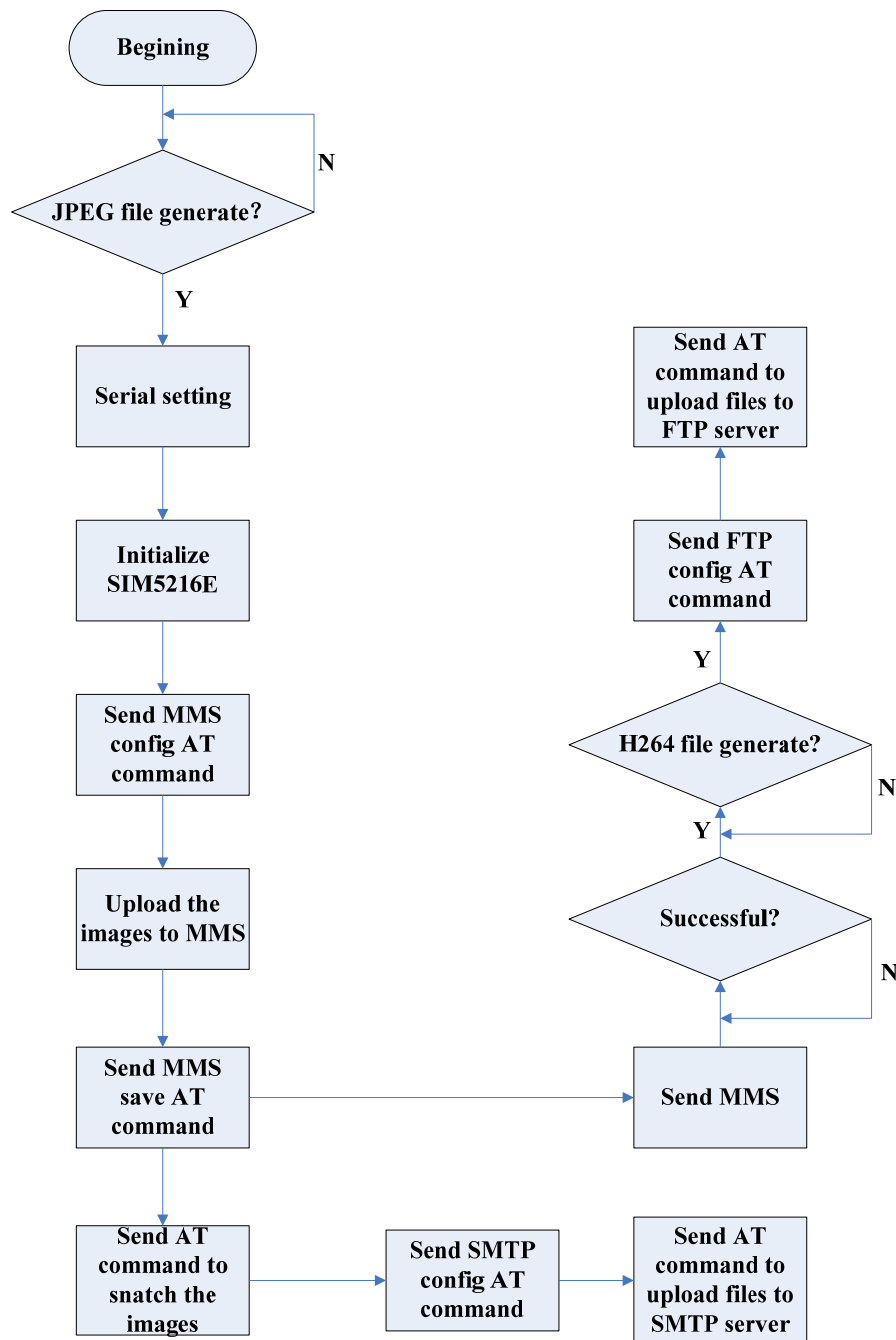 Begining
N
JPEG file generate?
Y
Serial setting
Initialize
SIM5216E
Send MMS
config AT
command
Upload the
images to MMS
Send MMS
save AT
command
Send AT
command to
snatch the
images
Send SMTP
config AT
command
Send AT
command to
upload files to
SMTP server
Send MMS
Successful?
N
Y
H264 file generate?
N
Y
Send FTP
config AT
command
Send AT
command to
upload files to
FTP server